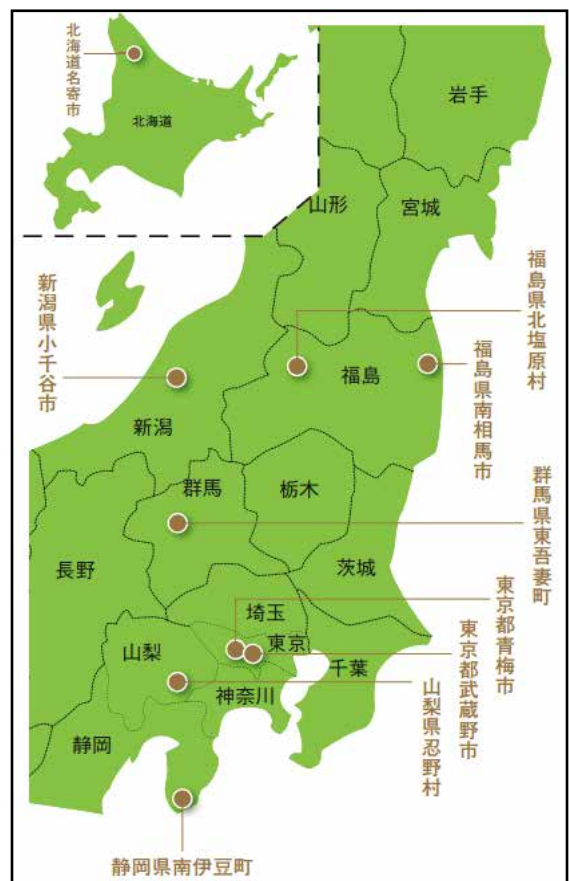 北海道名寄市
北海道
岩手
山形
宮城
新潟県小千谷市
福島県北塩原村
福島県南相馬市
福島
新潟
群馬
栃木
群馬県東吾妻町
長野
茨城
埼玉
東京都青梅市
東京
東京都武蔵野市
山梨
千葉
山梨県忍野村
神奈川
静岡
静岡県南伊豆町